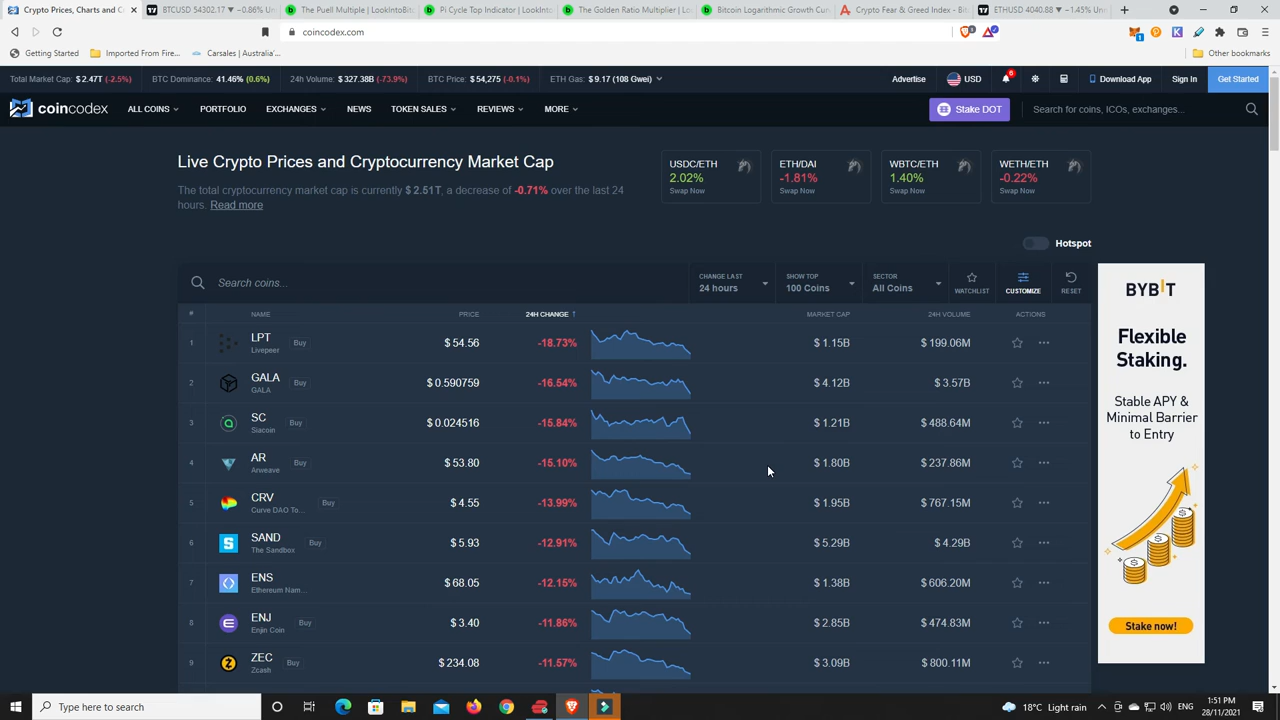 Crypto Prices, Charts and C
BTCUSD 54302.17 ▼ −0.86% Un
The Puell Multiple | LookIntoBit
Pi Cycle Top Indicator | LookInto
The Golden Ratio Multiplier | Lo
Bitcoin Logarithmic Growth Cur
Crypto Fear & Greed Index - Bit
ETHUSD 4040.88 ▼ −1.45% Un
coincodex.com
Getting Started
Imported From Fire...
Carsales | Australia'...
Other bookmarks
Total Market Cap: $ 2.47T (-2.5%)
BTC Dominance: 41.46% (0.6%)
24h Volume: $ 327.38B (-73.9%)
BTC Price: $ 54,275 (-0.1%)
ETH Gas: $ 9.17 (108 Gwei)
Advertise
USD
6
Download App
Sign In
Get Started
coincodex
ALL COINS
PORTFOLIO
EXCHANGES
NEWS
TOKEN SALES
REVIEWS
MORE
Stake DOT
Search for coins, ICOs, exchanges...
Live Crypto Prices and Cryptocurrency Market Cap
The total cryptocurrency market cap is currently $ 2.51T, a decrease of -0.71% over the last 24
hours. Read more
USDC/ETH
2.02%
Swap Now
ETH/DAI
-1.81%
Swap Now
WBTC/ETH
1.40%
Swap Now
WETH/ETH
-0.22%
Swap Now
Hotspot
Search coins...
CHANGE LAST
24 hours
SHOW TOP
100 Coins
SECTOR
All Coins
WATCHLIST
CUSTOMIZE
RESET
# NAME PRICE 24H CHANGE ↑ MARKET CAP 24H VOLUME ACTIONS
1 LPT Livepeer Buy $ 54.56 -18.73% $ 1.15B $ 199.06M
2 GALA GALA Buy $ 0.590759 -16.54% $ 4.12B $ 3.57B
3 SC Siacoin Buy $ 0.024516 -15.84% $ 1.21B $ 488.64M
4 AR Arweave Buy $ 53.80 -15.10% $ 1.80B $ 237.86M
5 CRV Curve DAO To... Buy $ 4.55 -13.99% $ 1.95B $ 767.15M
6 SAND The Sandbox Buy $ 5.93 -12.91% $ 5.29B $ 4.29B
7 ENS Ethereum Nam... $ 68.05 -12.15% $ 1.38B $ 606.20M
8 ENJ Enjin Coin Buy $ 3.40 -11.86% $ 2.85B $ 474.83M
9 ZEC Zcash Buy $ 234.08 -11.57% $ 3.09B $ 800.11M
BYBIT
Flexible
Staking.
Stable APY &
Minimal Barrier
to Entry
Stake now!
Type here to search
18°C Light rain
ENG
1:51 PM
28/11/2021